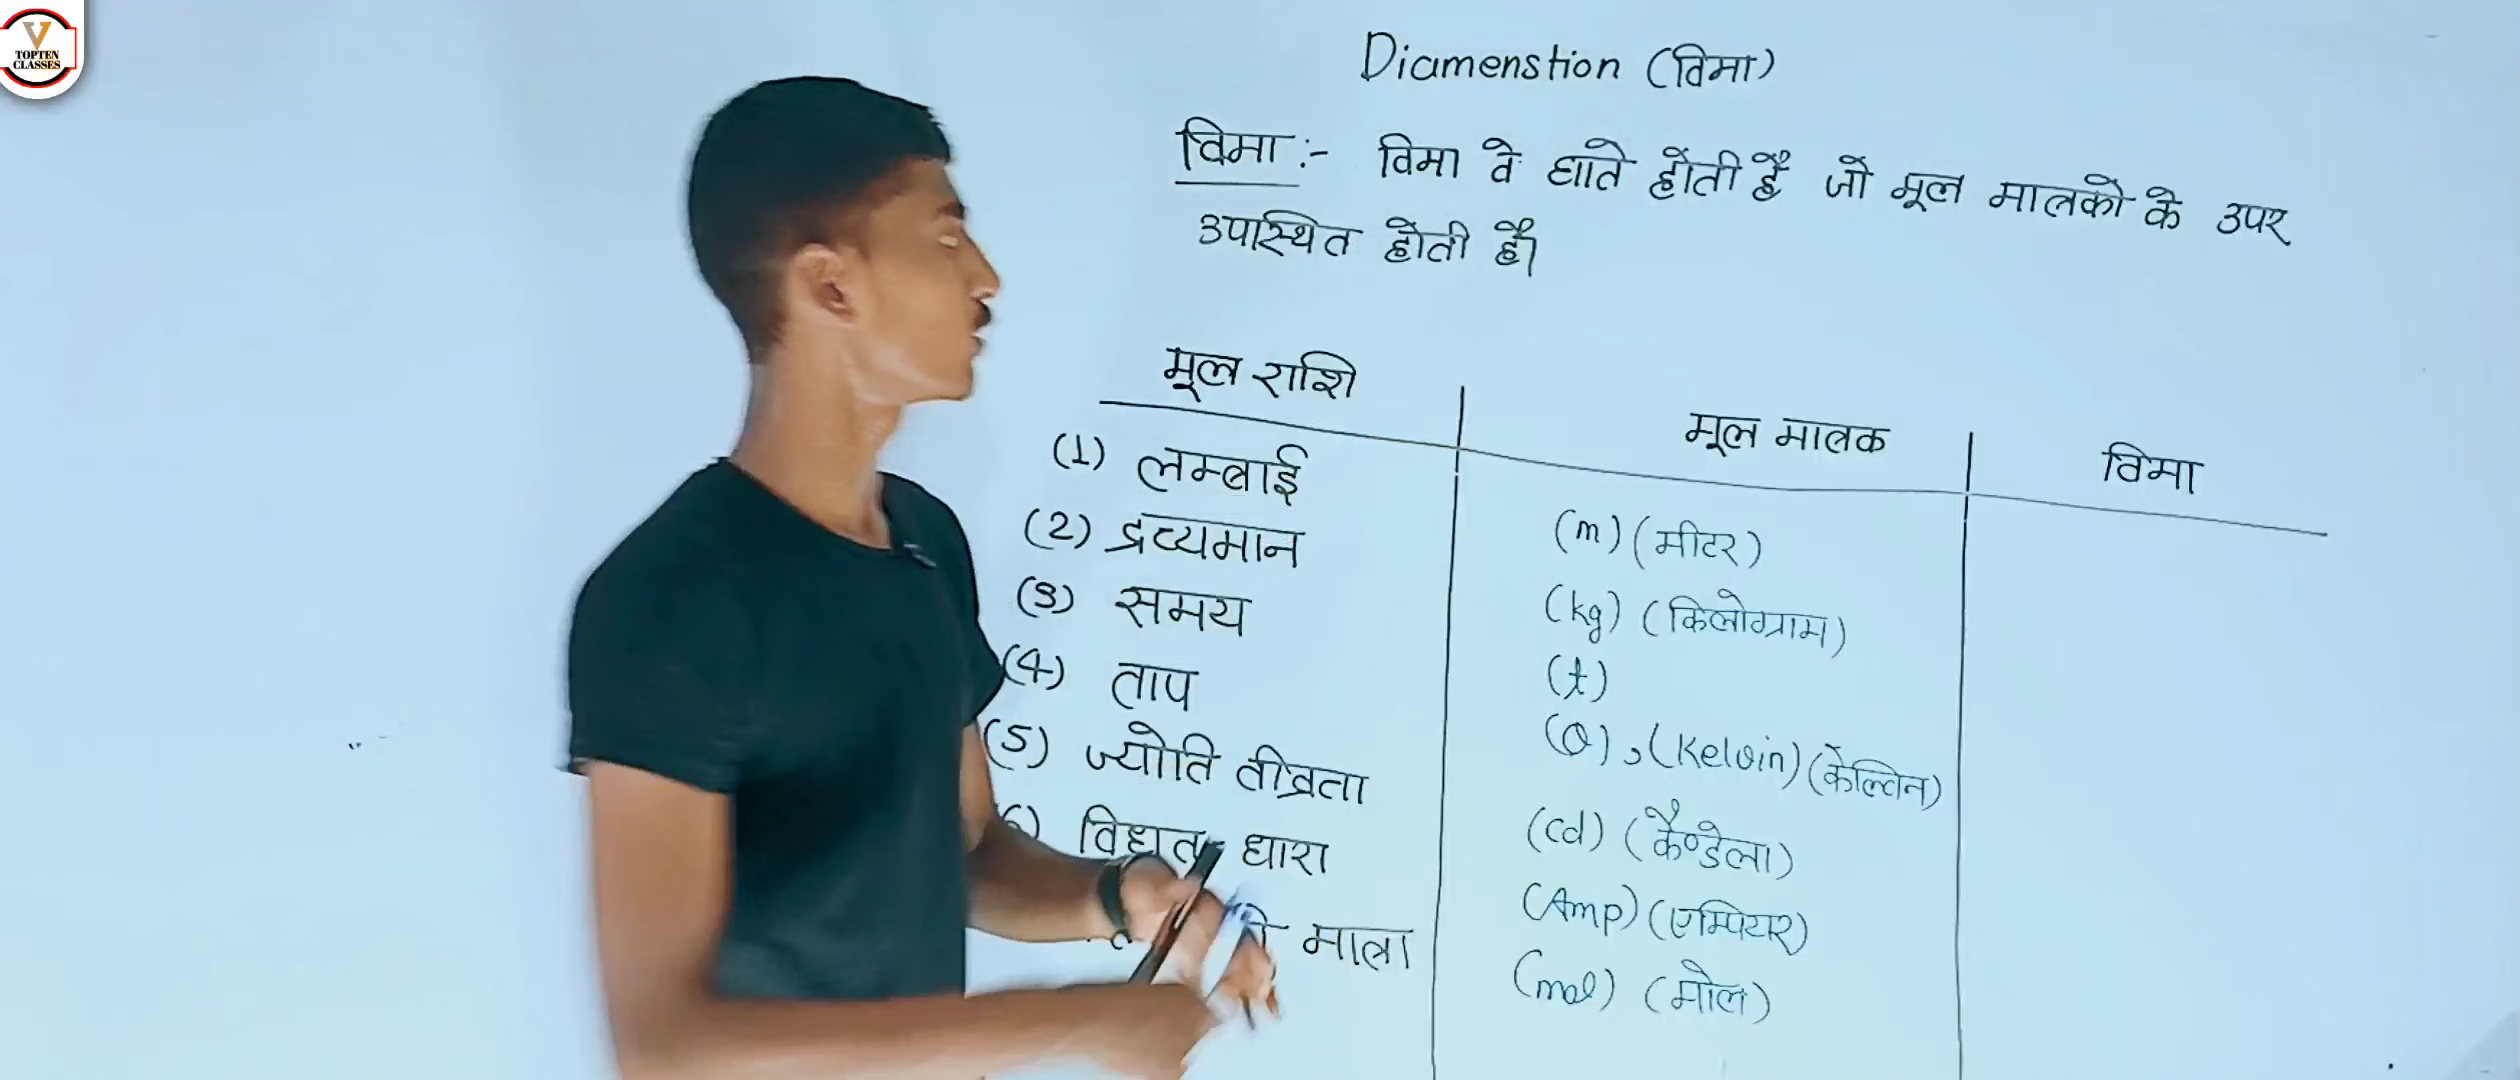 V
TOPTEN
CLASSES
Diamenstion (विमा)
विमा :- विमा वे घाते होती है जो मूल मात्रको के उपर
उपस्थित होती है।
मूल राशि
मूल मात्रक
विमा
(1) लम्बाई
(m) (मीटर)
(2) द्रव्यमान
(kg) (किलोग्राम)
(3) समय
(t)
(4) ताप
(θ), (Kelvin) (केल्विन)
(5) ज्योति तीव्रता
(cd) (कैण्डेला)
विधुत धारा
(Amp) (एम्पियर)
मात्रा
(mol) (मोल)